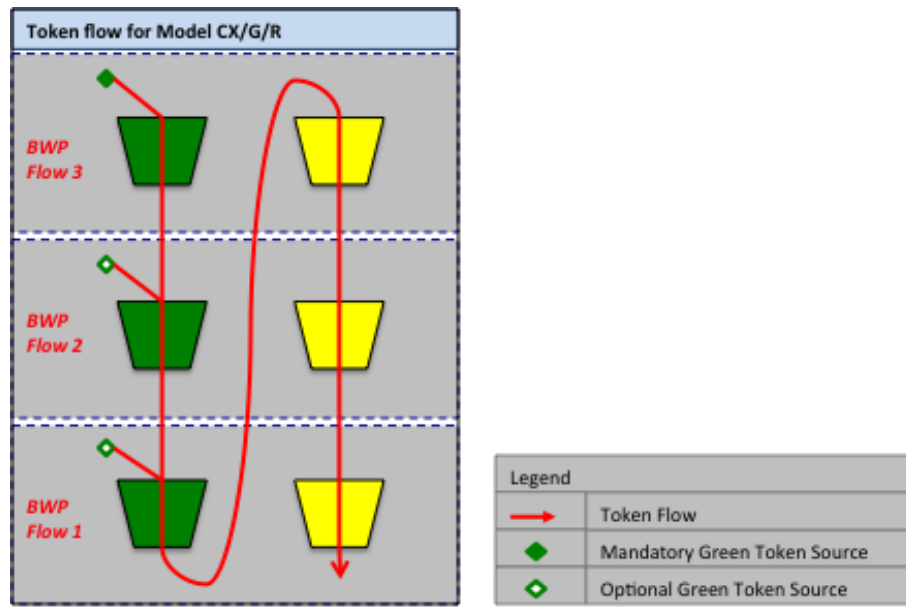 Token flow for Model CX/G/R
BWP
Flow 3
BWP
Flow 2
BWP
Flow 1
Legend
Token Flow
Mandatory Green Token Source
Optional Green Token Source